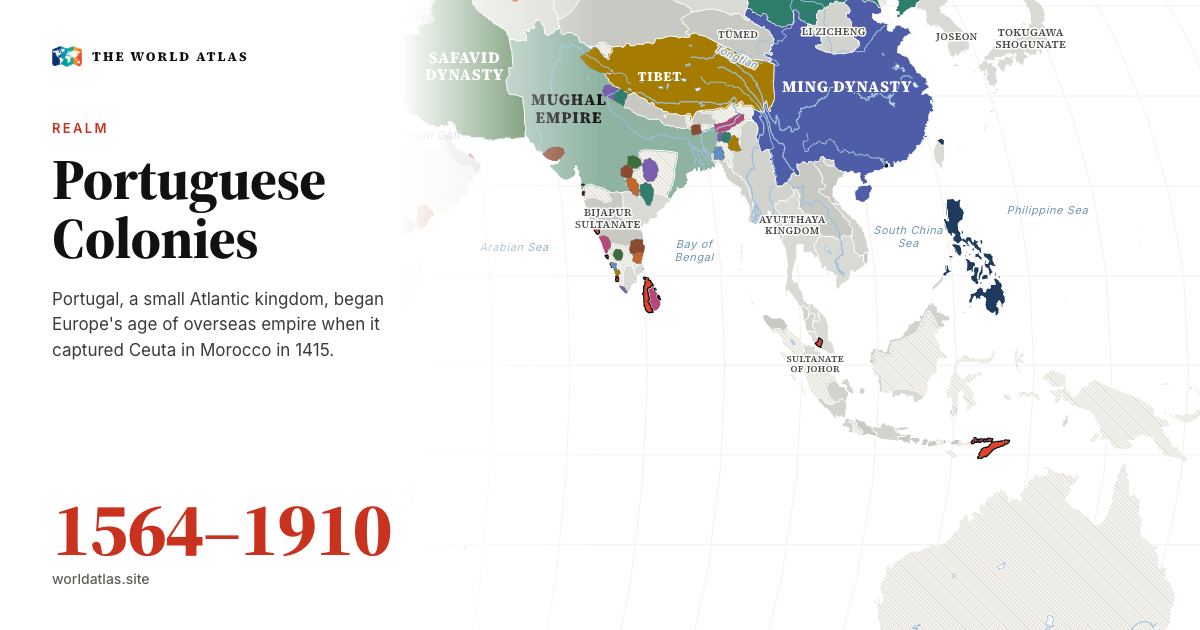 THE WORLD ATLAS
REALM
Portuguese
Colonies
Portugal, a small Atlantic kingdom, began
Europe's age of overseas empire when it
captured Ceuta in Morocco in 1415.
1564–1910
worldatlas.site
SAFAVID
DYNASTY
MUGHAL
EMPIRE
TIBET
TÜMED
Tongtian
LI ZICHENG
MING DYNASTY
JOSEON
TOKUGAWA
SHOGUNATE
BIJAPUR
SULTANATE
AYUTTHAYA
KINGDOM
SULTANATE
OF JOHOR
Arabian Sea
Bay of
Bengal
South China
Sea
Philippine Sea